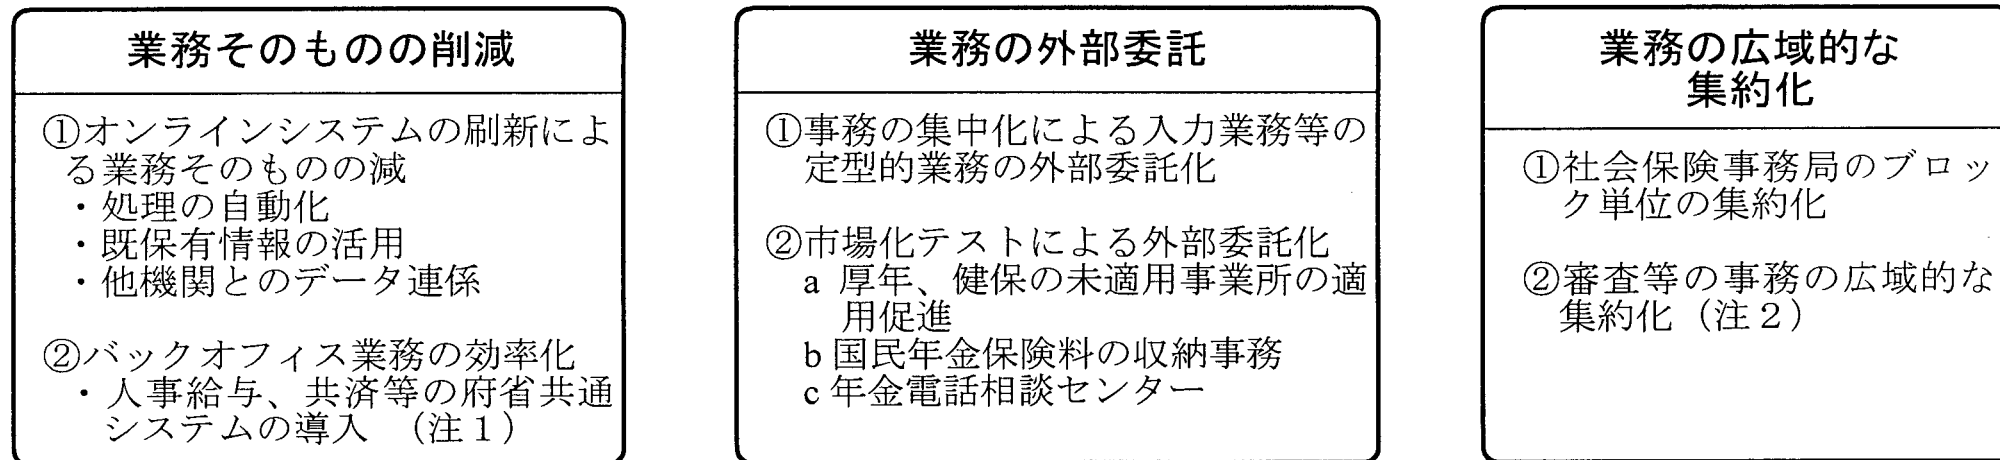 業務そのものの削減
①オンラインシステムの刷新によ
る業務そのものの減
・処理の自動化
・既保有情報の活用
・他機関とのデータ連係
②バックオフィス業務の効率化
・人事給与、共済等の府省共通
システムの導入 （注１）
業務の外部委託
①事務の集中化による入力業務等の
定型的業務の外部委託化
②市場化テストによる外部委託化
a 厚年、健保の未適用事業所の適
用促進
b 国民年金保険料の収納事務
c 年金電話相談センター
業務の広域的な
集約化
①社会保険事務局のブロッ
ク単位の集約化
②審査等の事務の広域的な
集約化（注２）